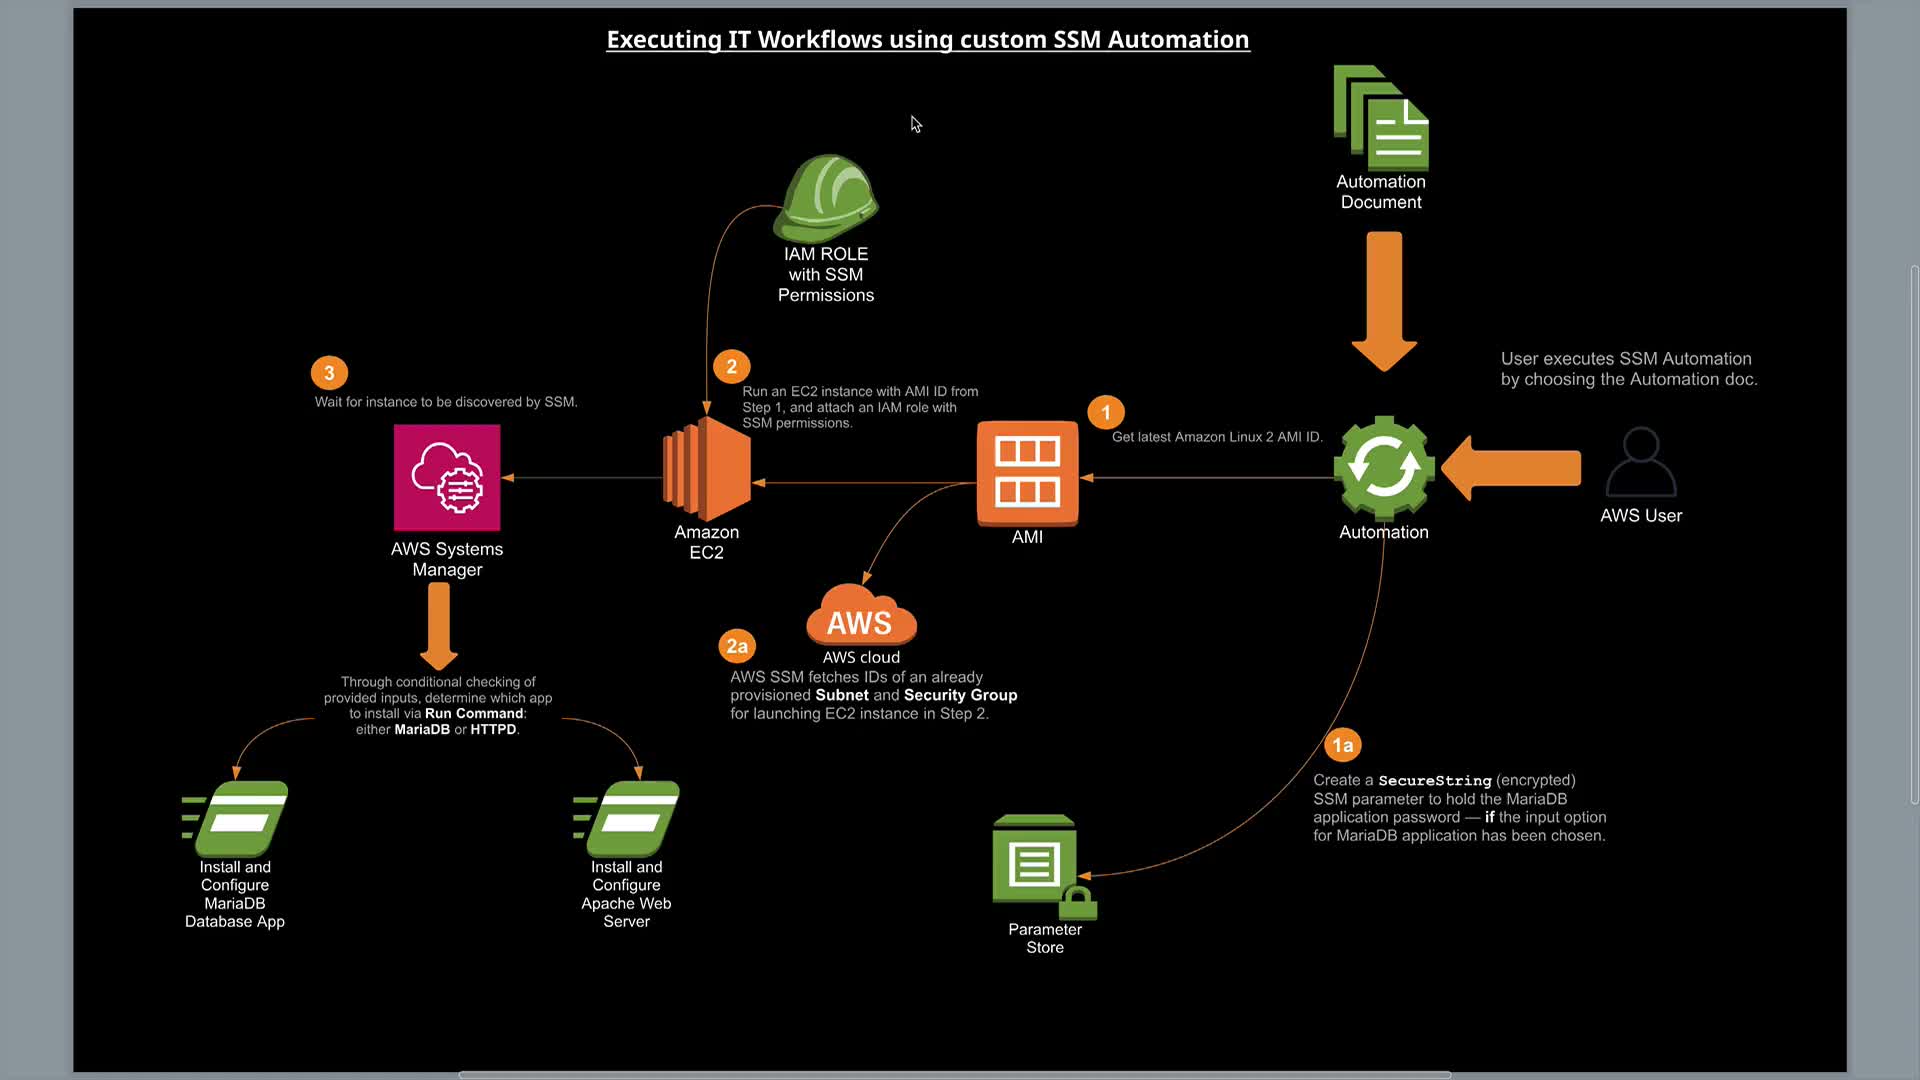 Executing IT Workflows using custom SSM Automation
Automation
Document
IAM ROLE
with SSM
Permissions
User executes SSM Automation
by choosing the Automation doc.
3
Wait for instance to be discovered by SSM.
2
Run an EC2 instance with AMI ID from
Step 1, and attach an IAM role with
SSM permissions.
1
Get latest Amazon Linux 2 AMI ID.
AWS Systems
Manager
Amazon
EC2
AMI
Automation
AWS User
AWS
AWS cloud
2a
AWS SSM fetches IDs of an already
provisioned Subnet and Security Group
for launching EC2 instance in Step 2.
Through conditional checking of
provided inputs, determine which app
to install via Run Command:
either MariaDB or HTTPD.
1a
Create a SecureString (encrypted)
SSM parameter to hold the MariaDB
application password — if the input option
for MariaDB application has been chosen.
Install and
Configure
MariaDB
Database App
Install and
Configure
Apache Web
Server
Parameter
Store